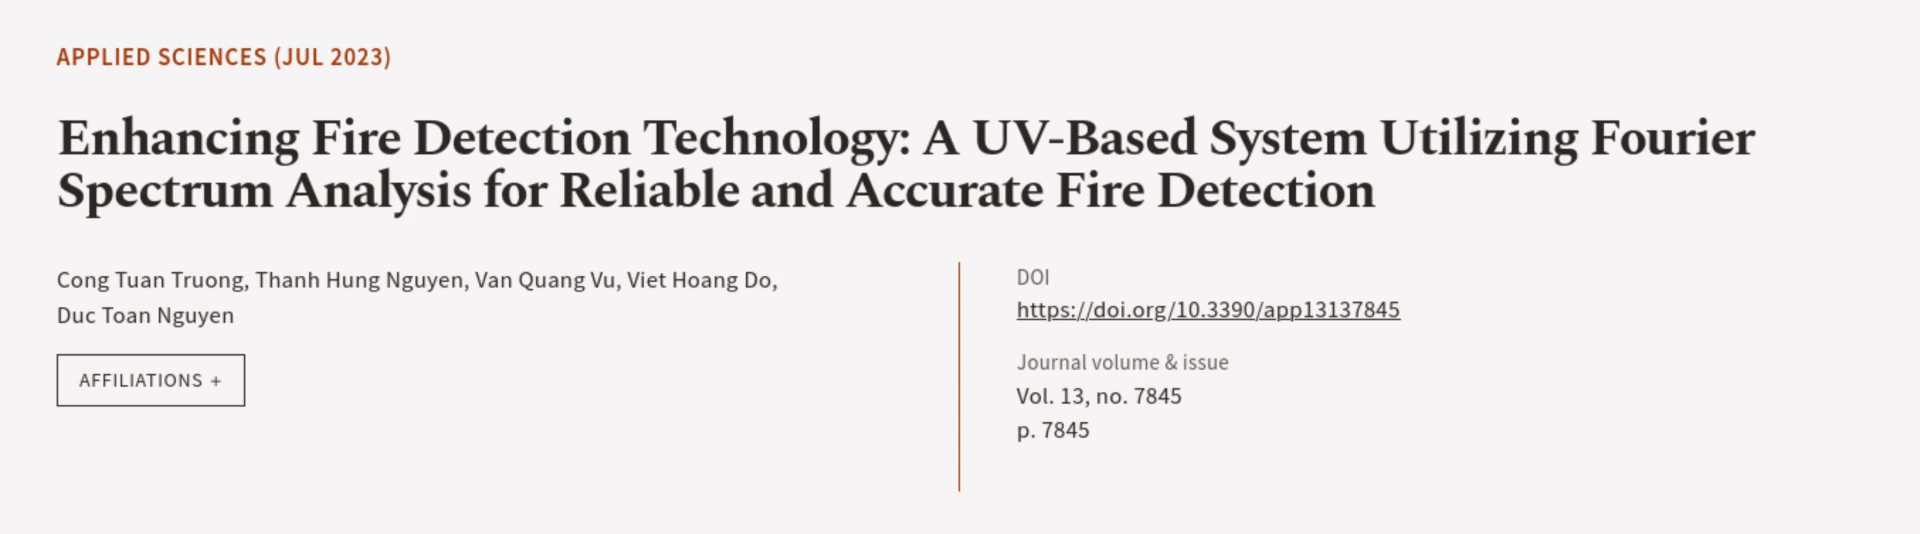 APPLIED SCIENCES (JUL 2023)
Enhancing Fire Detection Technology: A UV-Based System Utilizing Fourier
Spectrum Analysis for Reliable and Accurate Fire Detection
Cong Tuan Truong, Thanh Hung Nguyen, Van Quang Vu, Viet Hoang Do,
Duc Toan Nguyen
AFFILIATIONS +
DOI
https://doi.org/10.3390/app13137845
Journal volume & issue
Vol. 13, no. 7845
p. 7845